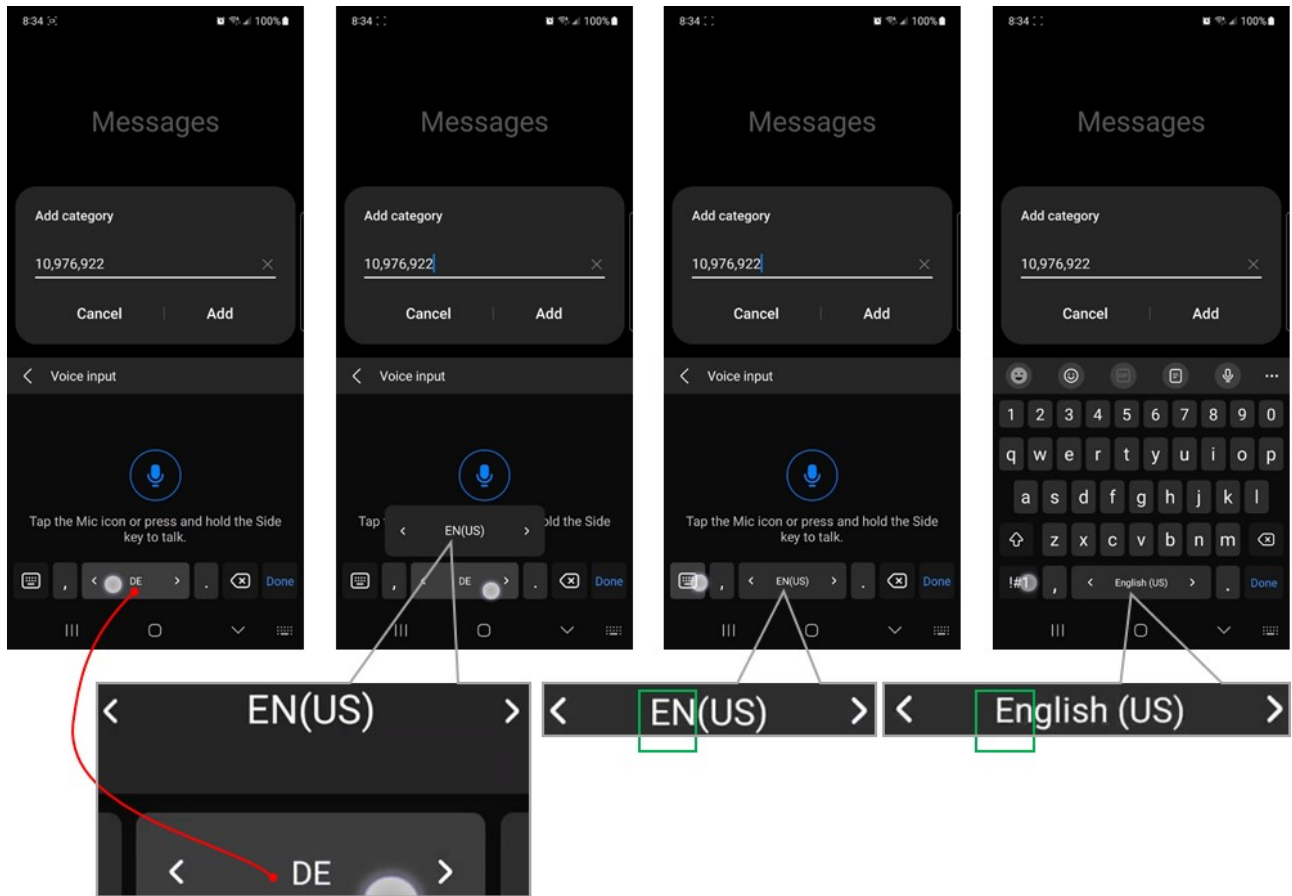 8:34 100%
Messages
Add category
10,976,922
Cancel Add
Voice input
Tap the Mic icon or press and hold the Side
key to talk.
, < DE > . Done
8:34 100%
Messages
Add category
10,976,922
Cancel Add
Voice input
Tap old the Side
< EN(US) >
, < DE > . Done
8:34 100%
Messages
Add category
10,976,922
Cancel Add
Voice input
Tap the Mic icon or press and hold the Side
key to talk.
, < EN(US) > . Done
8:34 100%
Messages
Add category
10,976,922
Cancel Add
1 2 3 4 5 6 7 8 9 0
q w e r t y u i o p
a s d f g h j k l
z x c v b n m
!#1 , < English (US) > . Done
< EN(US) >
< DE >
< EN(US) >
< English (US) >